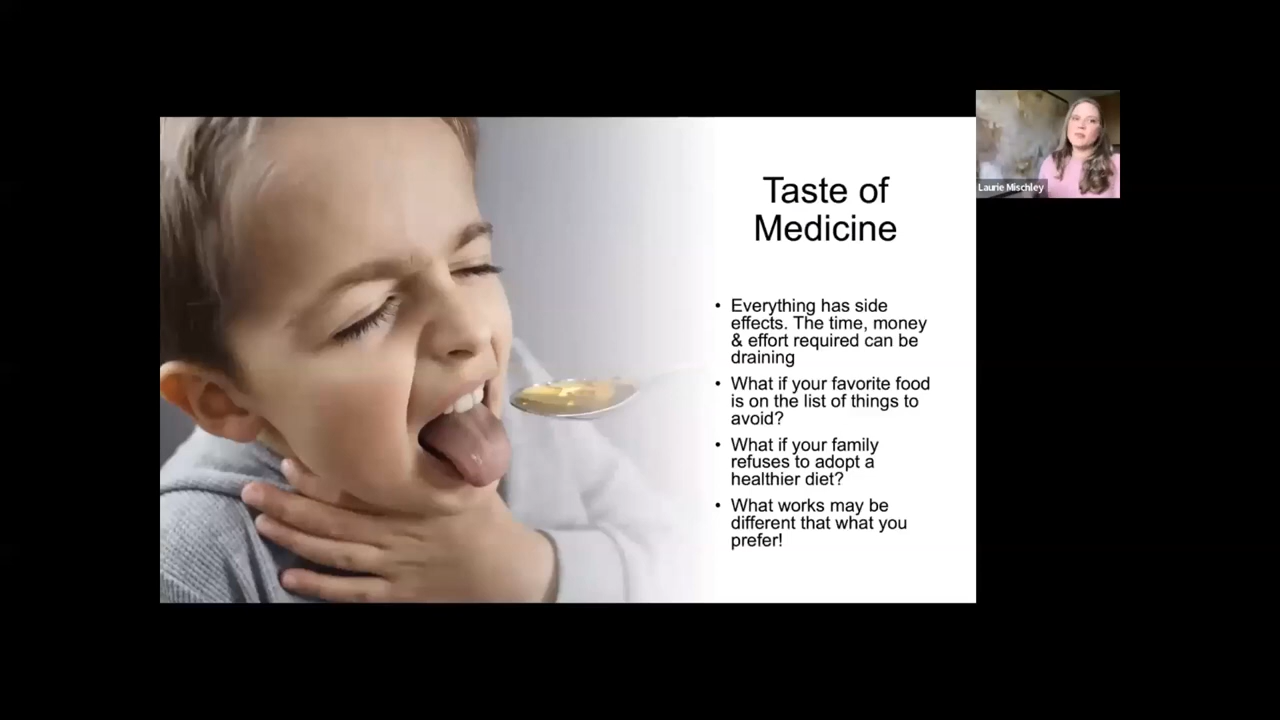 Taste of
Medicine
• Everything has side
effects. The time, money
& effort required can be
draining
• What if your favorite food
is on the list of things to
avoid?
• What if your family
refuses to adopt a
healthier diet?
• What works may be
different that what you
prefer!
Laurie Mischley